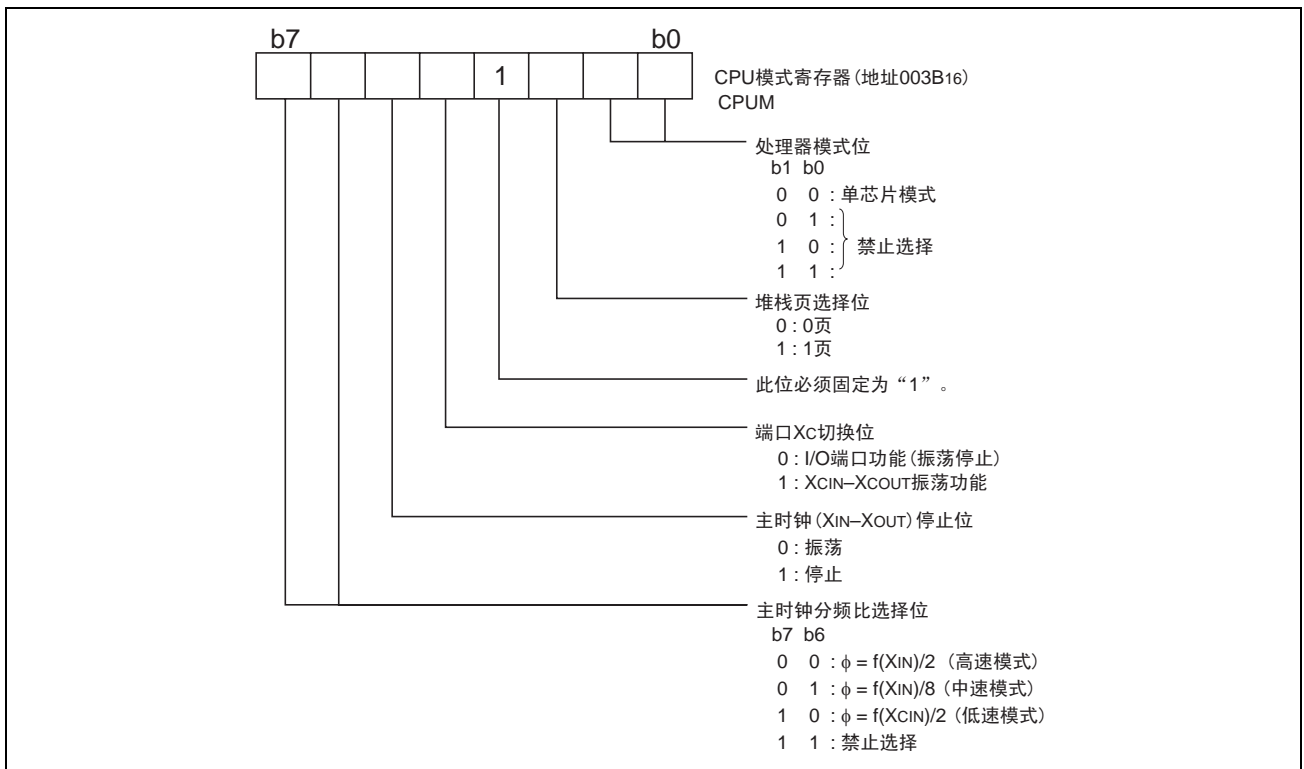 b7 b0
1
CPU模式寄存器(地址003B16)
CPUM
处理器模式位
b1 b0
0 0 : 单芯片模式
0 1 :
1 0 : 禁止选择
1 1 :
堆栈页选择位
0 : 0页
1 : 1页
此位必须固定为“1”。
端口XC切换位
0 : I/O端口功能(振荡停止)
1 : XCIN–XCOUT振荡功能
主时钟(XIN–XOUT)停止位
0 : 振荡
1 : 停止
主时钟分频比选择位
b7 b6
0 0 : φ = f(XIN)/2 (高速模式)
0 1 : φ = f(XIN)/8 (中速模式)
1 0 : φ = f(XCIN)/2 (低速模式)
1 1 : 禁止选择